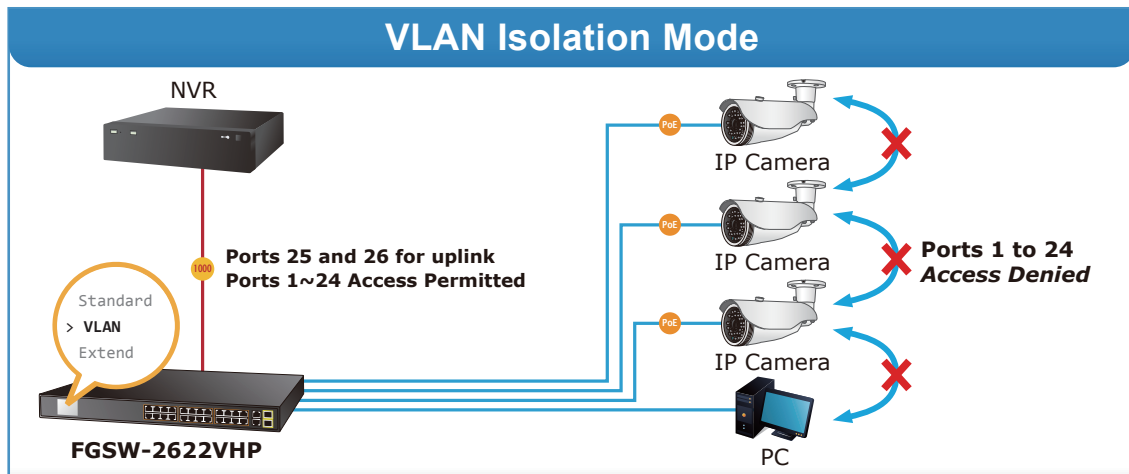 VLAN Isolation Mode
NVR
PoE
IP Camera
PoE
IP Camera
Ports 25 and 26 for uplink
Ports 1~24 Access Permitted
1000
Ports 1 to 24
Access Denied
Standard
> VLAN
Extend
PoE
IP Camera
FGSW-2622VHP
PC